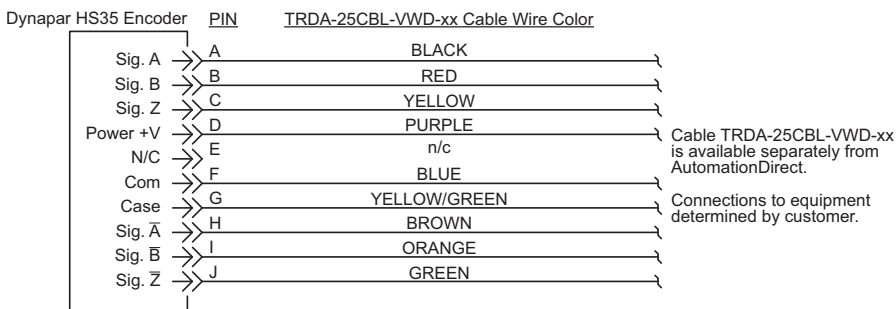 Dynapar HS35 Encoder PIN TRDA-25CBL-VWD-xx Cable Wire Color
Sig. A A BLACK
Sig. B B RED
Sig. Z C YELLOW
Power +V D PURPLE
N/C E n/c
Com F BLUE
Case G YELLOW/GREEN
Sig. A̅ H BROWN
Sig. B̅ I ORANGE
Sig. Z̅ J GREEN
Cable TRDA-25CBL-VWD-xx
is available separately from
AutomationDirect.
Connections to equipment
determined by customer.